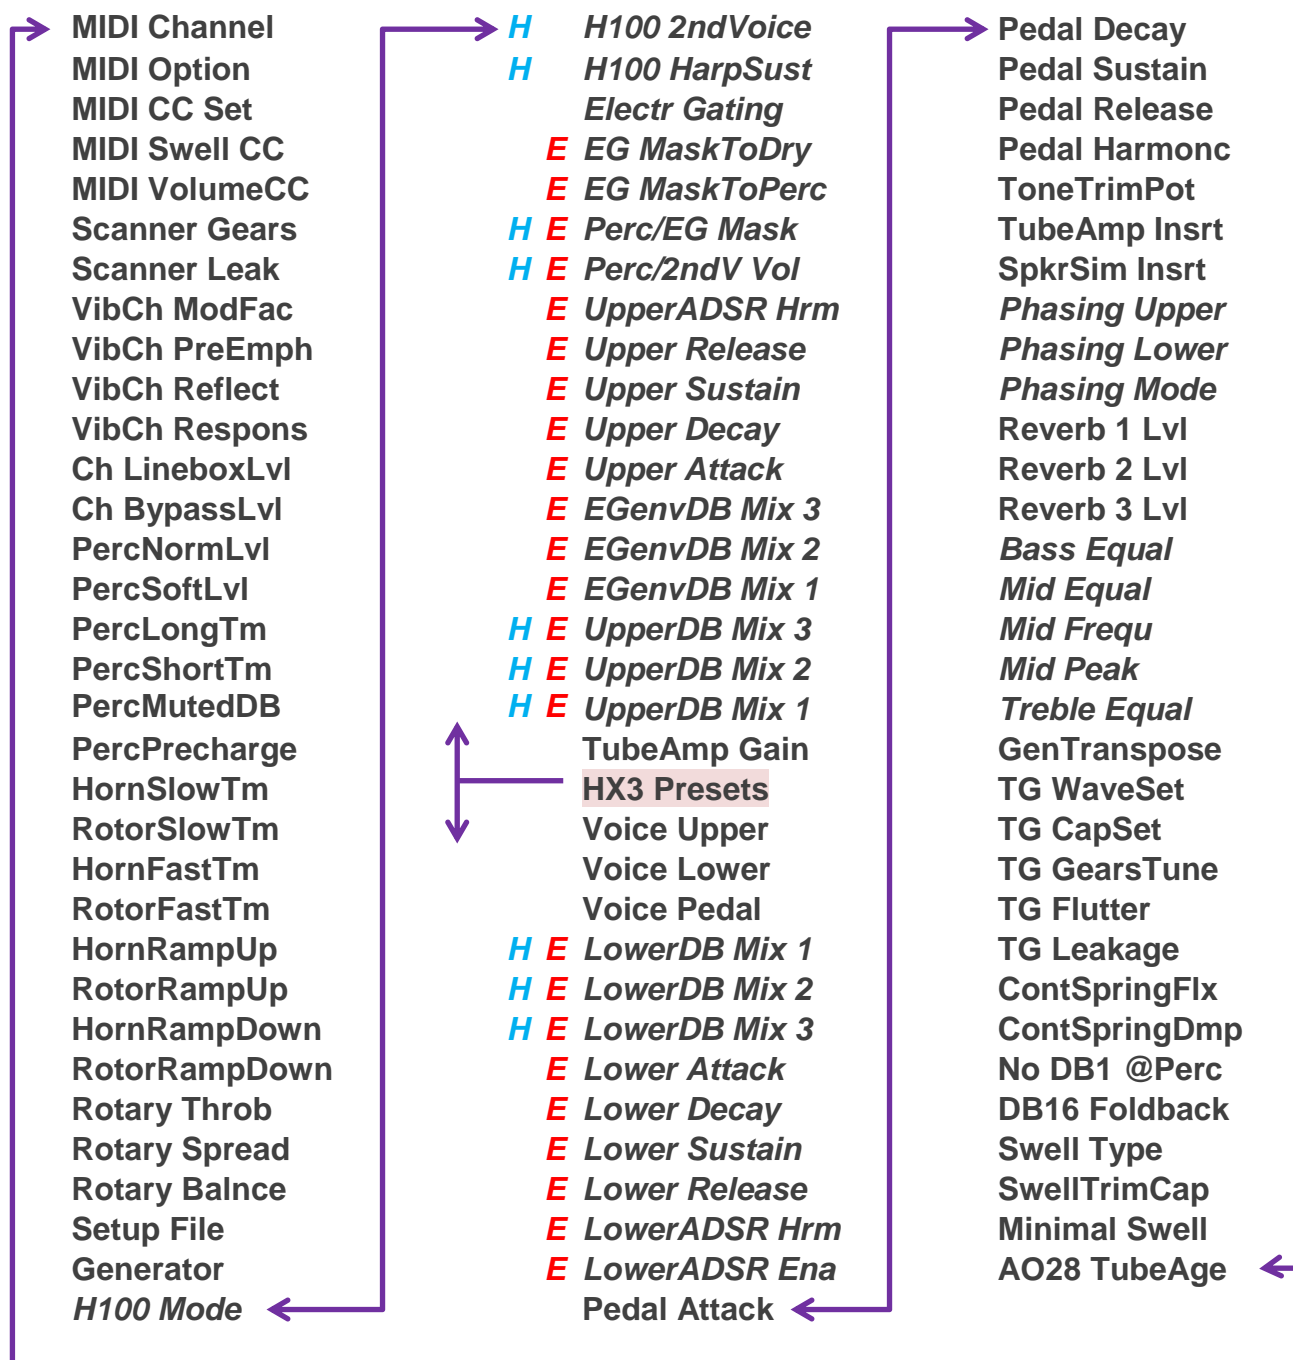 MIDI Channel
MIDI Option
MIDI CC Set
MIDI Swell CC
MIDI VolumeCC
Scanner Gears
Scanner Leak
VibCh ModFac
VibCh PreEmph
VibCh Reflect
VibCh Respons
Ch LineboxLvl
Ch BypassLvl
PercNormLvl
PercSoftLvl
PercLongTm
PercShortTm
PercMutedDB
PercPrecharge
HornSlowTm
RotorSlowTm
HornFastTm
RotorFastTm
HornRampUp
RotorRampUp
HornRampDown
RotorRampDown
Rotary Throb
Rotary Spread
Rotary Balnce
Setup File
Generator
H100 Mode
H H100 2ndVoice
H H100 HarpSust
Electr Gating
E EG MaskToDry
E EG MaskToPerc
H E Perc/EG Mask
H E Perc/2ndV Vol
E UpperADSR Hrm
E Upper Release
E Upper Sustain
E Upper Decay
E Upper Attack
E EGenvDB Mix 3
E EGenvDB Mix 2
E EGenvDB Mix 1
H E UpperDB Mix 3
H E UpperDB Mix 2
H E UpperDB Mix 1
TubeAmp Gain
HX3 Presets
Voice Upper
Voice Lower
Voice Pedal
H E LowerDB Mix 1
H E LowerDB Mix 2
H E LowerDB Mix 3
E Lower Attack
E Lower Decay
E Lower Sustain
E Lower Release
E LowerADSR Hrm
E LowerADSR Ena
Pedal Attack
Pedal Decay
Pedal Sustain
Pedal Release
Pedal Harmonc
ToneTrimPot
TubeAmp Insrt
SpkrSim Insrt
Phasing Upper
Phasing Lower
Phasing Mode
Reverb 1 Lvl
Reverb 2 Lvl
Reverb 3 Lvl
Bass Equal
Mid Equal
Mid Frequ
Mid Peak
Treble Equal
GenTranspose
TG WaveSet
TG CapSet
TG GearsTune
TG Flutter
TG Leakage
ContSpringFlx
ContSpringDmp
No DB1 @Perc
DB16 Foldback
Swell Type
SwellTrimCap
Minimal Swell
AO28 TubeAge